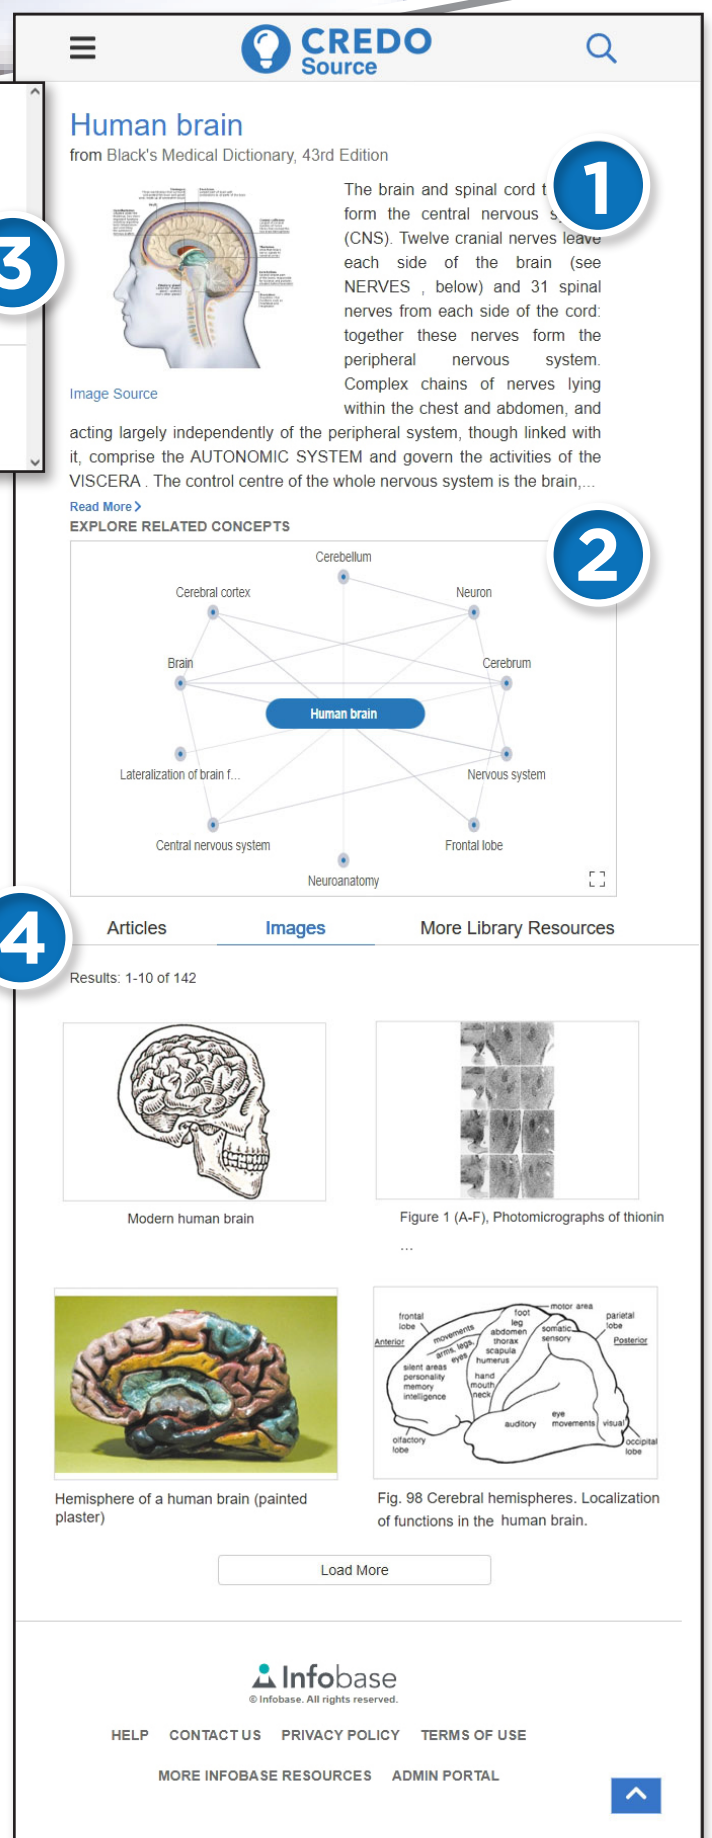 CREDO
Source
Human brain
from Black's Medical Dictionary, 43rd Edition
1
The brain and spinal cord
form the central nervous
(CNS). Twelve cranial nerves leave
each side of the brain (see
NERVES , below) and 31 spinal
nerves from each side of the cord:
together these nerves form the
peripheral nervous system.
Complex chains of nerves lying
within the chest and abdomen, and
3
Image Source
acting largely independently of the peripheral system, though linked with
it, comprise the AUTONOMIC SYSTEM and govern the activities of the
VISCERA . The control centre of the whole nervous system is the brain,...
Read More
EXPLORE RELATED CONCEPTS
2
Cerebellum
Cerebral cortex
Neuron
Brain
Cerebrum
Human brain
Lateralization of brain f...
Nervous system
Central nervous system
Frontal lobe
Neuroanatomy
4
Articles Images More Library Resources
Results: 1-10 of 142
Modern human brain
Figure 1 (A-F), Photomicrographs of thionin
...
frontal
lobe
Anterior
movements
arms, legs,
eyes
silent areas
personality
memory
intelligence
olfactory
lobe
foot
leg
abdomen
thorax
scapula
humerus
hand
mouth
neck
motor area
somatic
sensory
parietal
lobe
Posterior
auditory
eye
movements
visual
occipital
lobe
Hemisphere of a human brain (painted
plaster)
Fig. 98 Cerebral hemispheres. Localization
of functions in the human brain.
Load More
Infobase
© Infobase. All rights reserved.
HELP CONTACT US PRIVACY POLICY TERMS OF USE
MORE INFOBASE RESOURCES ADMIN PORTAL